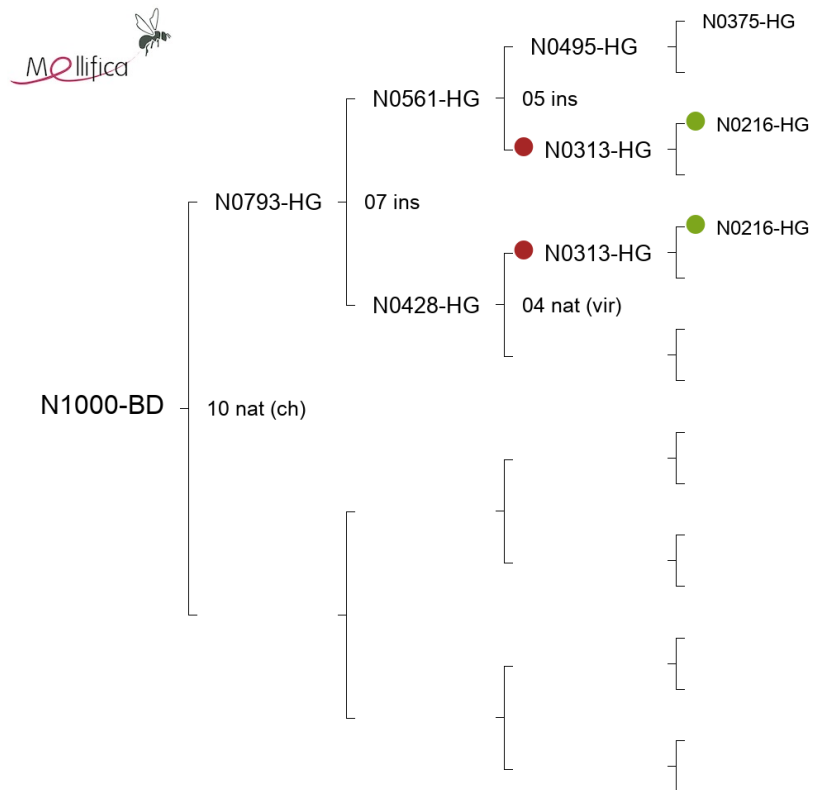 Mellifica
N0375-HG
N0495-HG
N0561-HG
05 ins
N0216-HG
N0313-HG
N0793-HG
07 ins
N0216-HG
N0313-HG
N0428-HG
04 nat (vir)
N1000-BD
10 nat (ch)